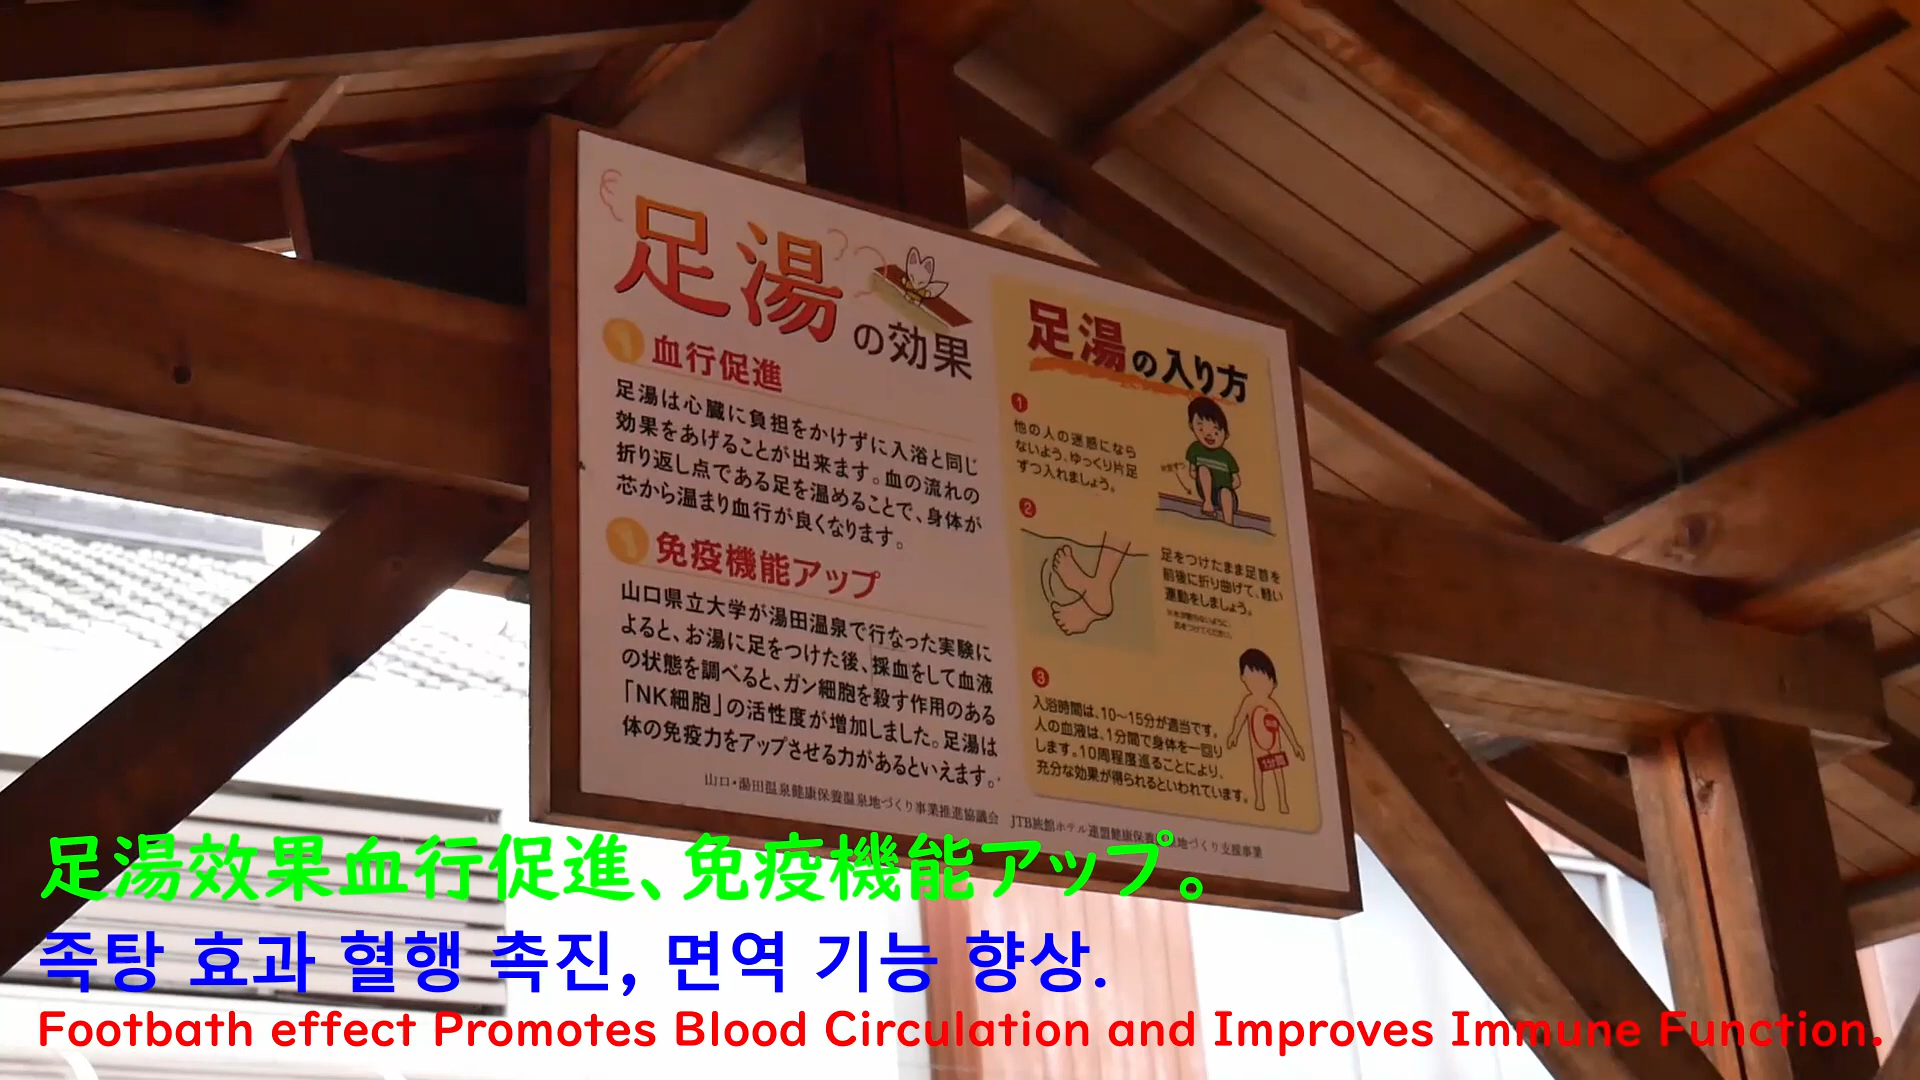 足湯の効果
1 血行促進
足湯は心臓に負担をかけずに入浴と同じ
効果をあげることが出来ます。血の流れの
折り返し点である足を温めることで、身体が
芯から温まり血行が良くなります。
1 免疫機能アップ
山口県立大学が湯田温泉で行なった実験に
よると、お湯に足をつけた後、採血をして血液
の状態を調べると、ガン細胞を殺す作用のある
「NK細胞」の活性度が増加しました。足湯は
体の免疫力をアップさせる力があるといえます。
足湯の入り方
1
他の人の迷惑になら
ないよう、ゆっくり片足
ずつ入れましょう。
2
足をつけたまま足首を
前後に折り曲げて、軽い
運動をしましょう。
3
入浴時間は、10〜15分が適当です。
人の血液は、1分間で身体を一回り
します。10周程度巡ることにより、
充分な効果が得られるといわれています。
1分間
山口・湯田温泉健康保養温泉地づくり事業推進協議会 JTB旅館ホテル連盟健康保養 地づくり支援事業
足湯效果血行促進、免疫機能アップ。
족탕 효과 혈행 촉진, 면역 기능 향상.
Footbath effect Promotes Blood Circulation and Improves Immune Function.